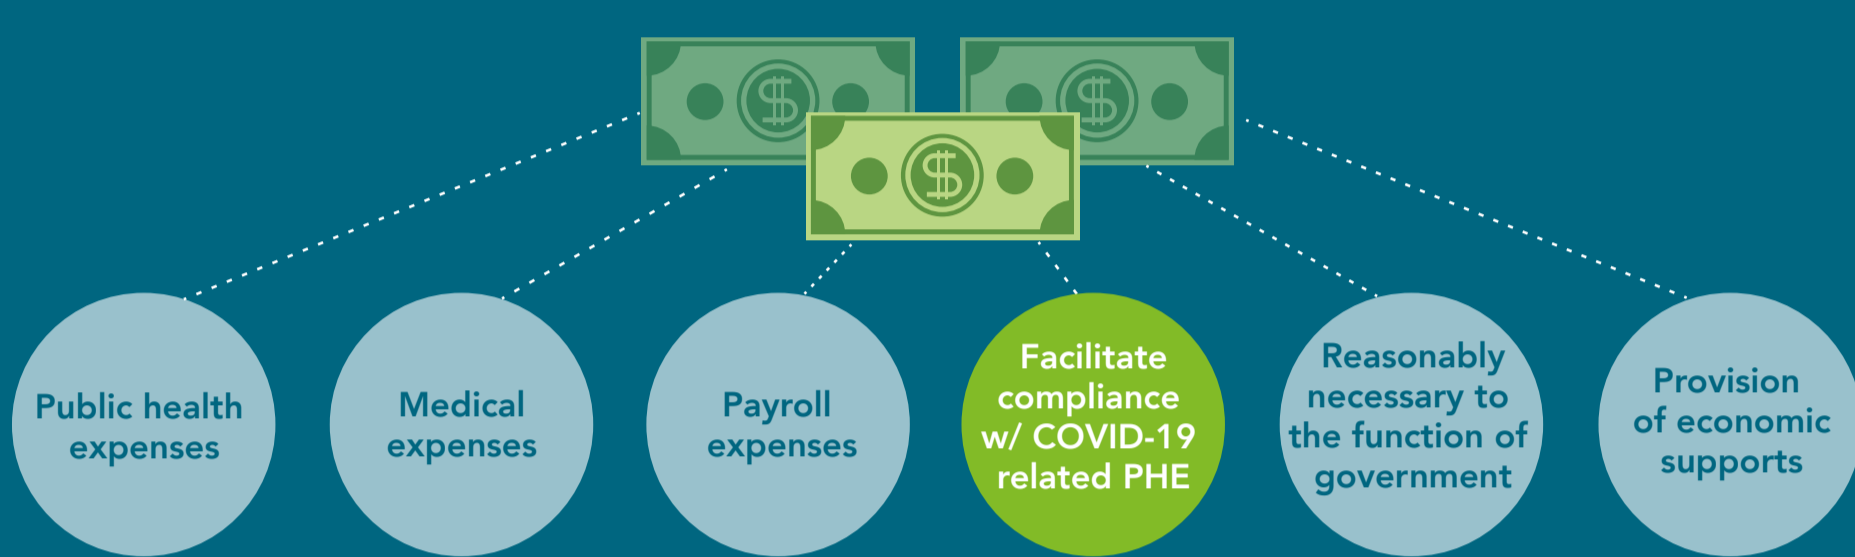 $
$
$
Public health
expenses
Medical
expenses
Payroll
expenses
Facilitate
compliance
w/ COVID-19
related PHE
Reasonably
necessary to
the function of
government
Provision
of economic
supports